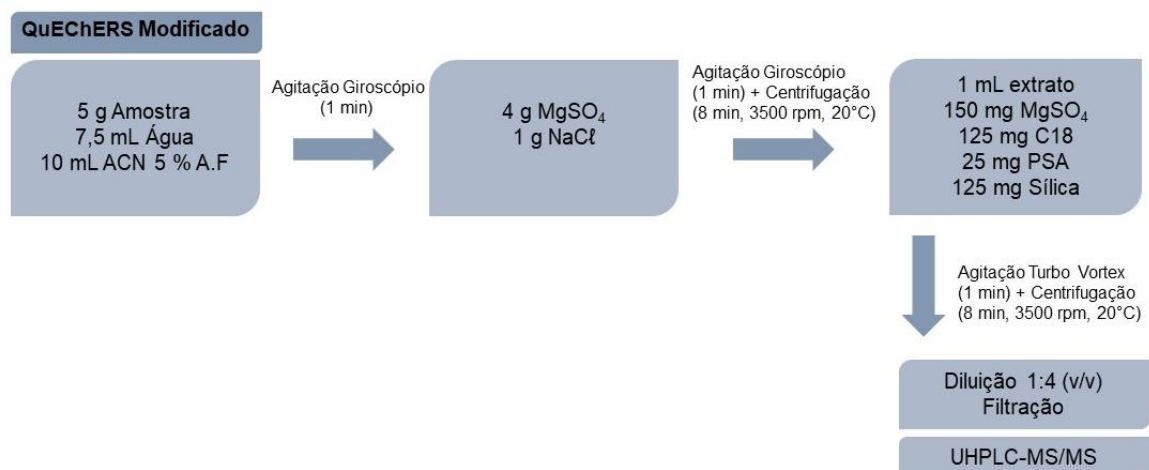 QuEChERS Modificado
5 g Amostra
7,5 mL Água
10 mL ACN 5 % A.F
Agitação Giroscópio
(1 min)
4 g MgSO₄
1 g NaCℓ
Agitação Giroscópio
(1 min) + Centrifugação
(8 min, 3500 rpm, 20°C)
1 mL extrato
150 mg MgSO₄
125 mg C18
25 mg PSA
125 mg Sílica
Agitação Turbo Vortex
(1 min) + Centrifugação
(8 min, 3500 rpm, 20°C)
Diluição 1:4 (v/v)
Filtração
UHPLC-MS/MS